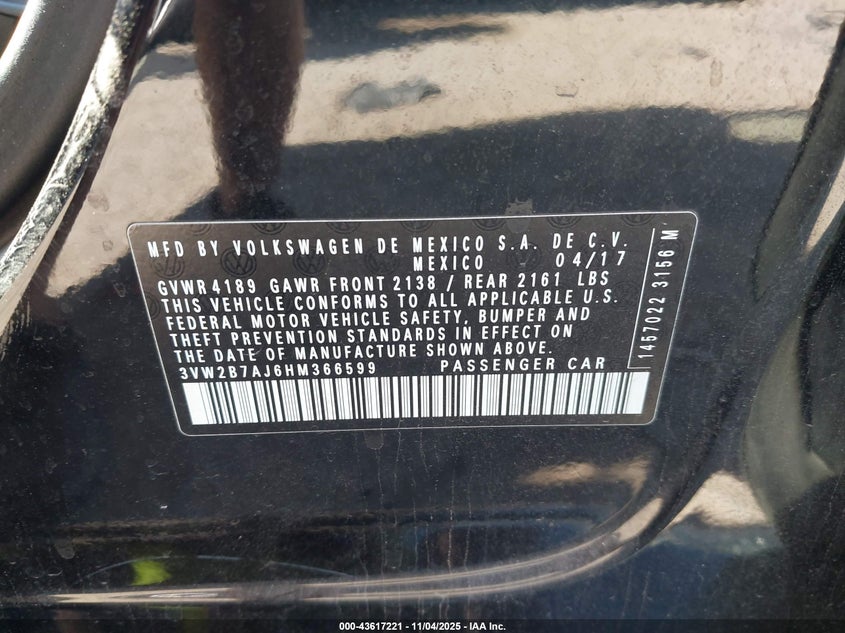 MFD BY VOLKSWAGEN DE MEXICO S.A. DE C.V.
MEXICO 04/17
GVWR 4189 GAWR FRONT 2138 / REAR 2161 LBS
THIS VEHICLE CONFORMS TO ALL APPLICABLE U.S.
FEDERAL MOTOR VEHICLE SAFETY, BUMPER AND
THEFT PREVENTION STANDARDS IN EFFECT ON
THE DATE OF MANUFACTURE SHOWN ABOVE.
3VW2B7AJ6HM366599 PASSENGER CAR
1457022 3156 M
000-43617221 - 11/04/2025 - IAA Inc.